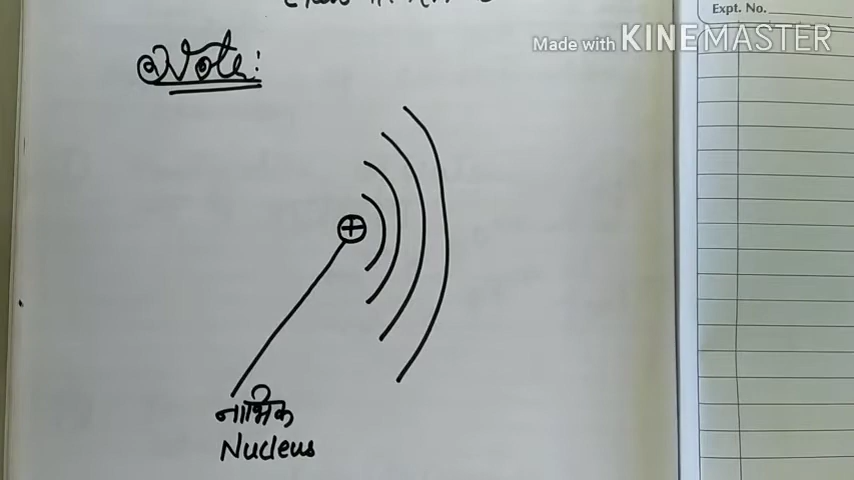 Expt. No.
Made with KINEMASTER
Note:
+
नाभिक
Nucleus